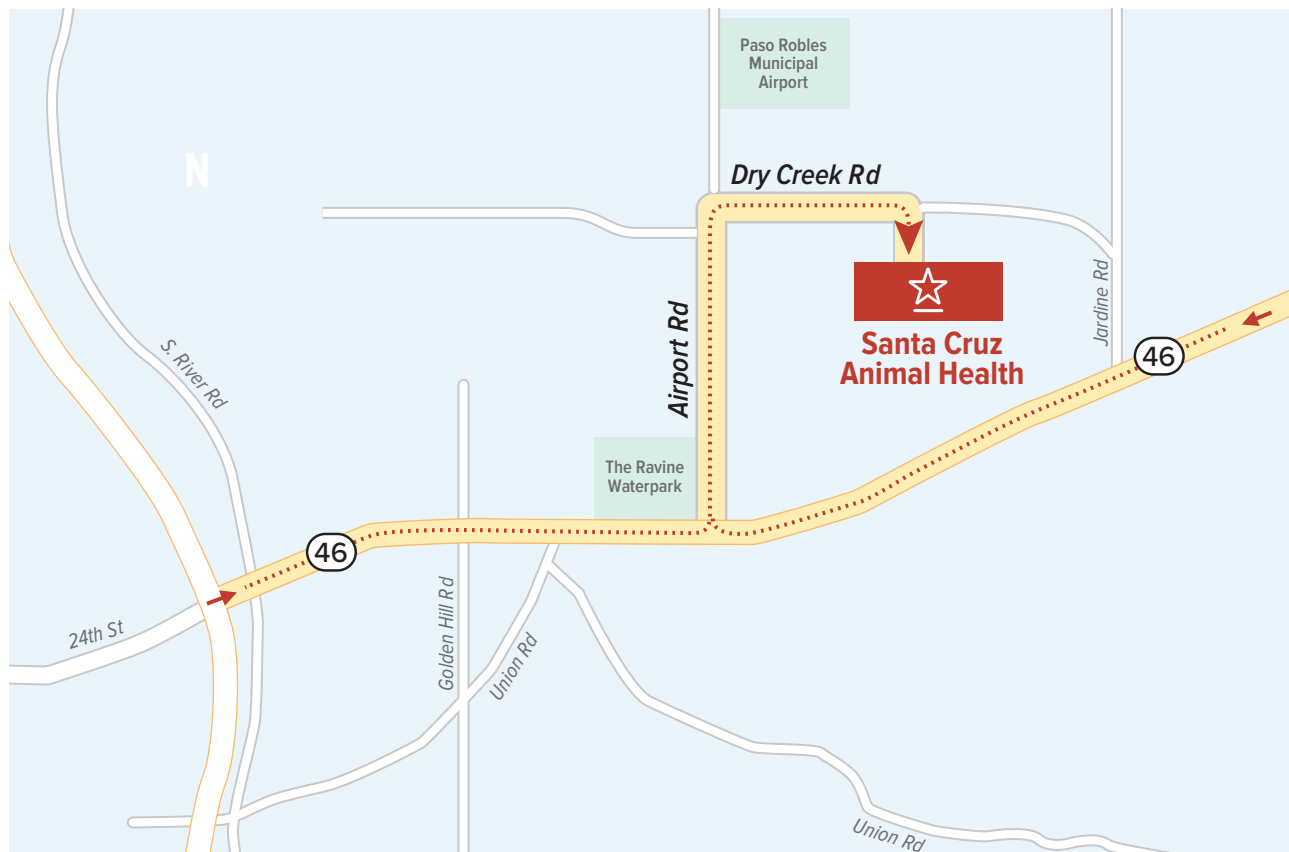 Paso Robles
Municipal
Airport
N
Dry Creek Rd
Jardine Rd
Airport Rd
Santa Cruz
Animal Health
46
S. River Rd
The Ravine
Waterpark
46
24th St
Golden Hill Rd
Union Rd
Union Rd